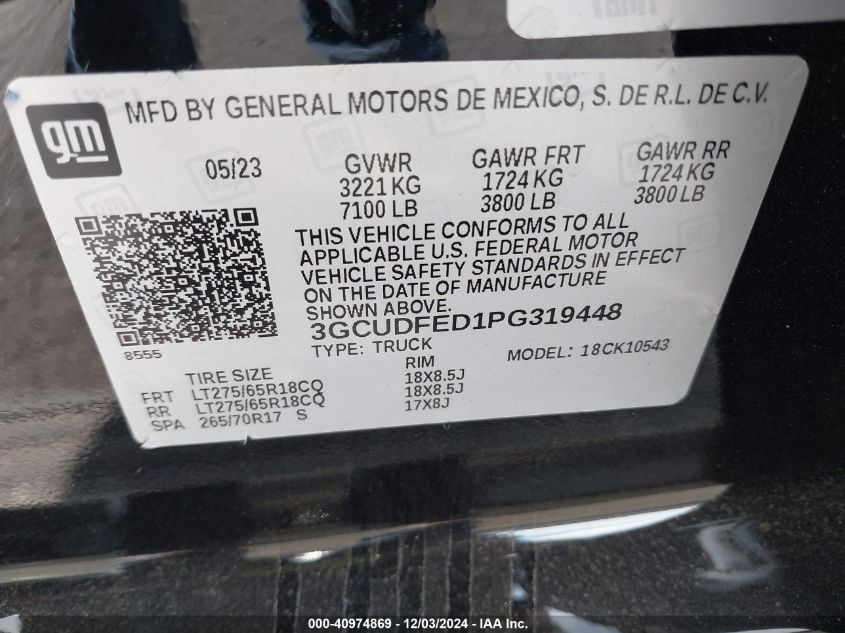 gm
MFD BY GENERAL MOTORS DE MEXICO, S. DE R.L. DE C.V.
05/23 GVWR GAWR FRT GAWR RR
3221 KG 1724 KG 1724 KG
7100 LB 3800 LB 3800 LB
THIS VEHICLE CONFORMS TO ALL
APPLICABLE U.S. FEDERAL MOTOR
VEHICLE SAFETY STANDARDS IN EFFECT
ON THE DATE OF MANUFACTURE
SHOWN ABOVE.
3GCUDFED1PG319448
8555
TYPE: TRUCK MODEL: 18CK10543
TIRE SIZE RIM
FRT LT275/65R18CQ 18X8.5J
RR LT275/65R18CQ 18X8.5J
SPA 265/70R17 S 17X8J
000-40974869 - 12/03/2024 - IAA Inc.